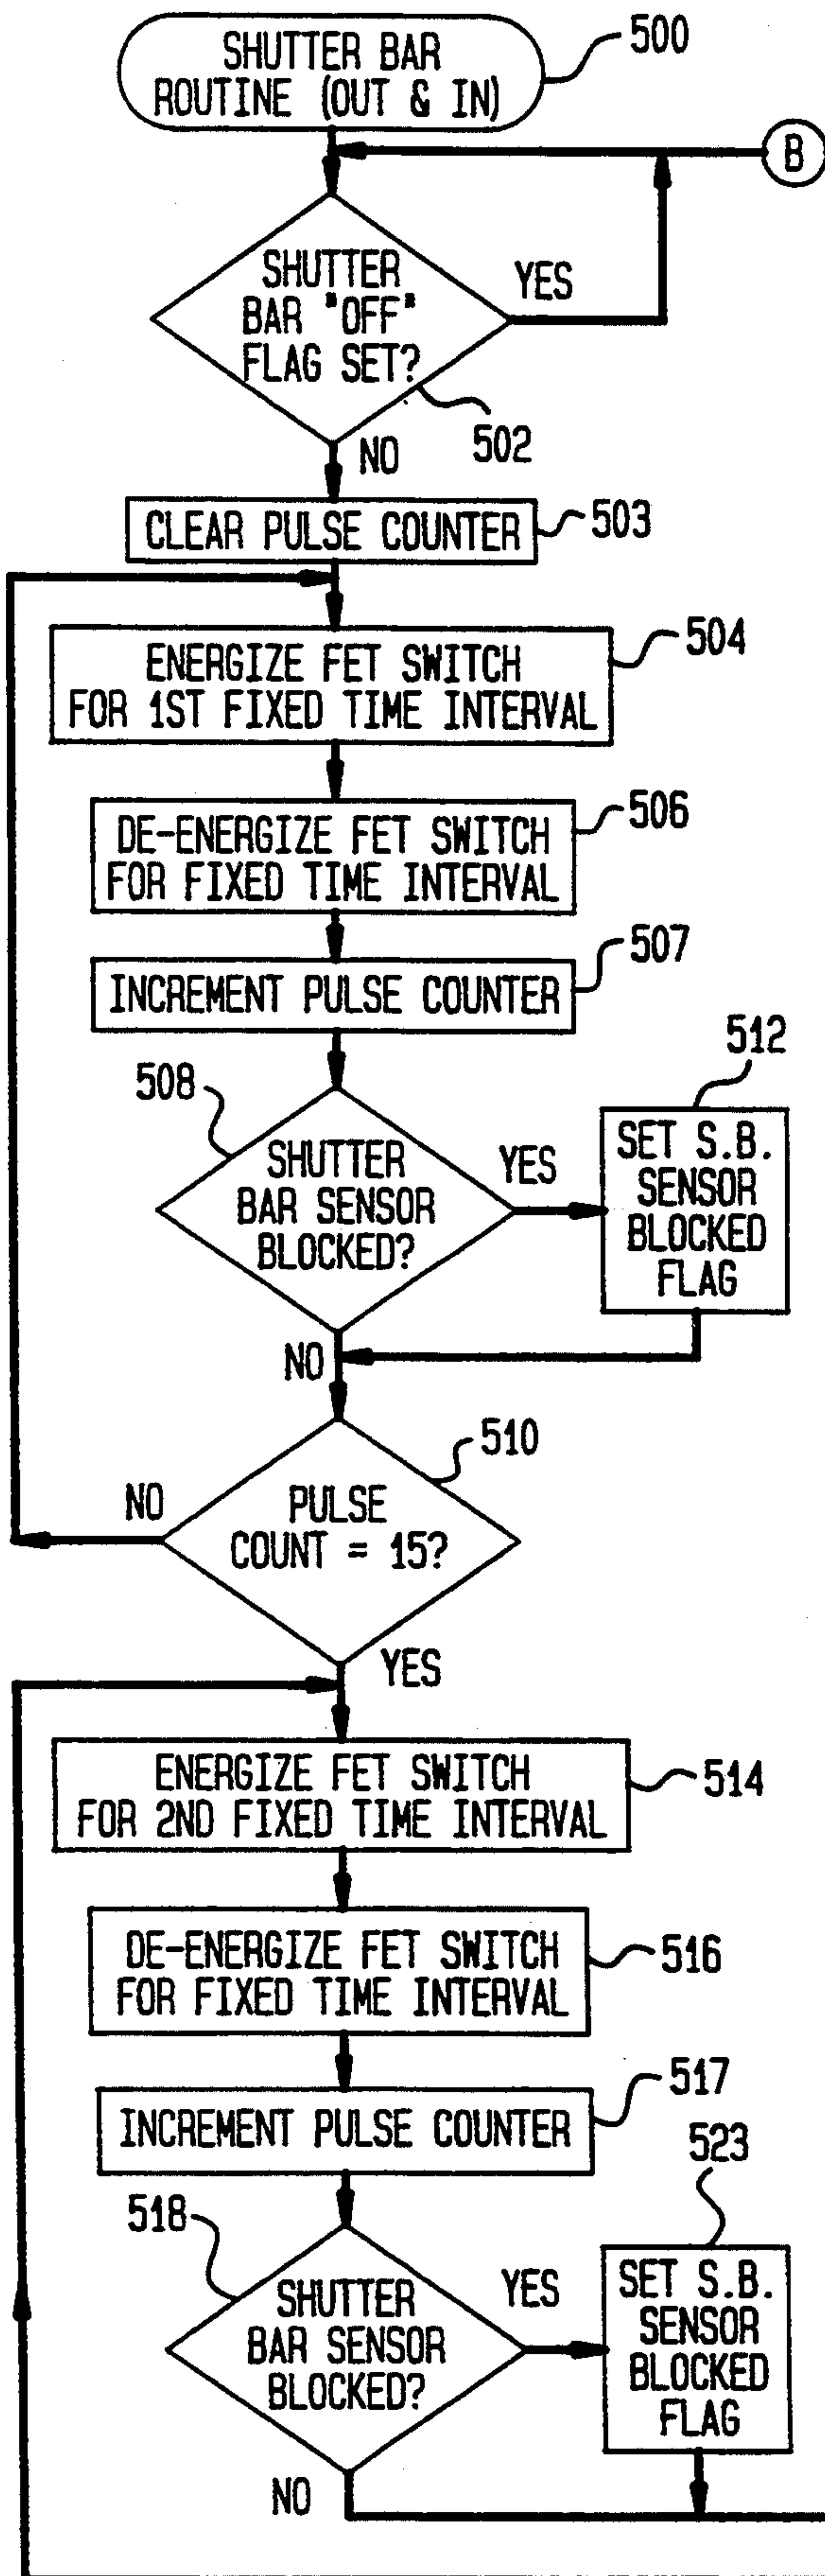 SHUTTER BAR
ROUTINE (OUT & IN)
500
B
SHUTTER
BAR "OFF"
FLAG SET?
YES
502
NO
CLEAR PULSE COUNTER
503
ENERGIZE FET SWITCH
FOR 1ST FIXED TIME INTERVAL
504
DE-ENERGIZE FET SWITCH
FOR FIXED TIME INTERVAL
506
INCREMENT PULSE COUNTER
507
508
SHUTTER
BAR SENSOR
BLOCKED?
YES
512
SET S.B.
SENSOR
BLOCKED
FLAG
NO
510
PULSE
COUNT = 15?
NO
YES
ENERGIZE FET SWITCH
FOR 2ND FIXED TIME INTERVAL
514
DE-ENERGIZE FET SWITCH
FOR FIXED TIME INTERVAL
516
INCREMENT PULSE COUNTER
517
518
SHUTTER
BAR SENSOR
BLOCKED?
YES
523
SET S.B.
SENSOR
BLOCKED
FLAG
NO